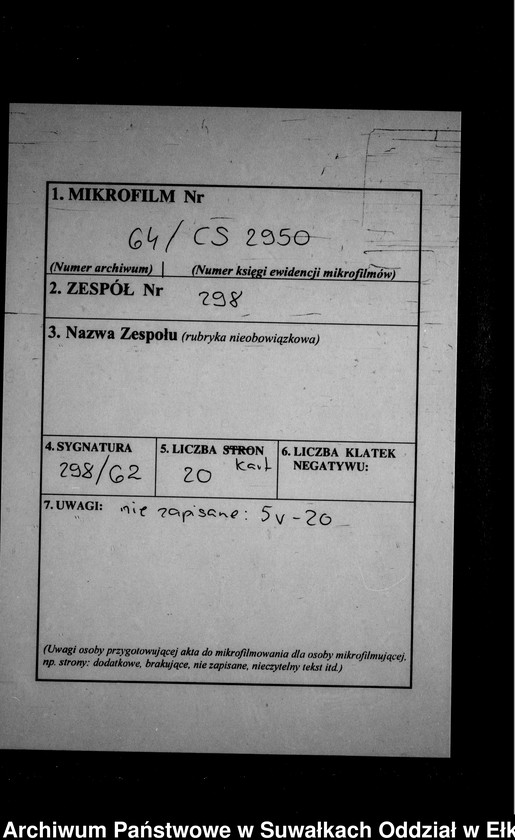 1. MIKROFILM Nr
64/ CS 2950
(Numer archiwum) | (Numer księgi ewidencji mikrofilmów)
2. ZESPÓŁ Nr 298
3. Nazwa Zespołu (rubryka nieobowiązkowa)
4. SYGNATURA
298/62
5. LICZBA STRON
kart
20
6. LICZBA KLATEK
NEGATYWU:
7. UWAGI: nie zapisane: 5v - 20
(Uwagi osoby przygotowującej akta do mikrofilmowania dla osoby mikrofilmującej,
np. strony: dodatkowe, brakujące, nie zapisane, nieczytelny tekst itd.)
Archiwum Państwowe w Suwałkach Oddział w Ełk